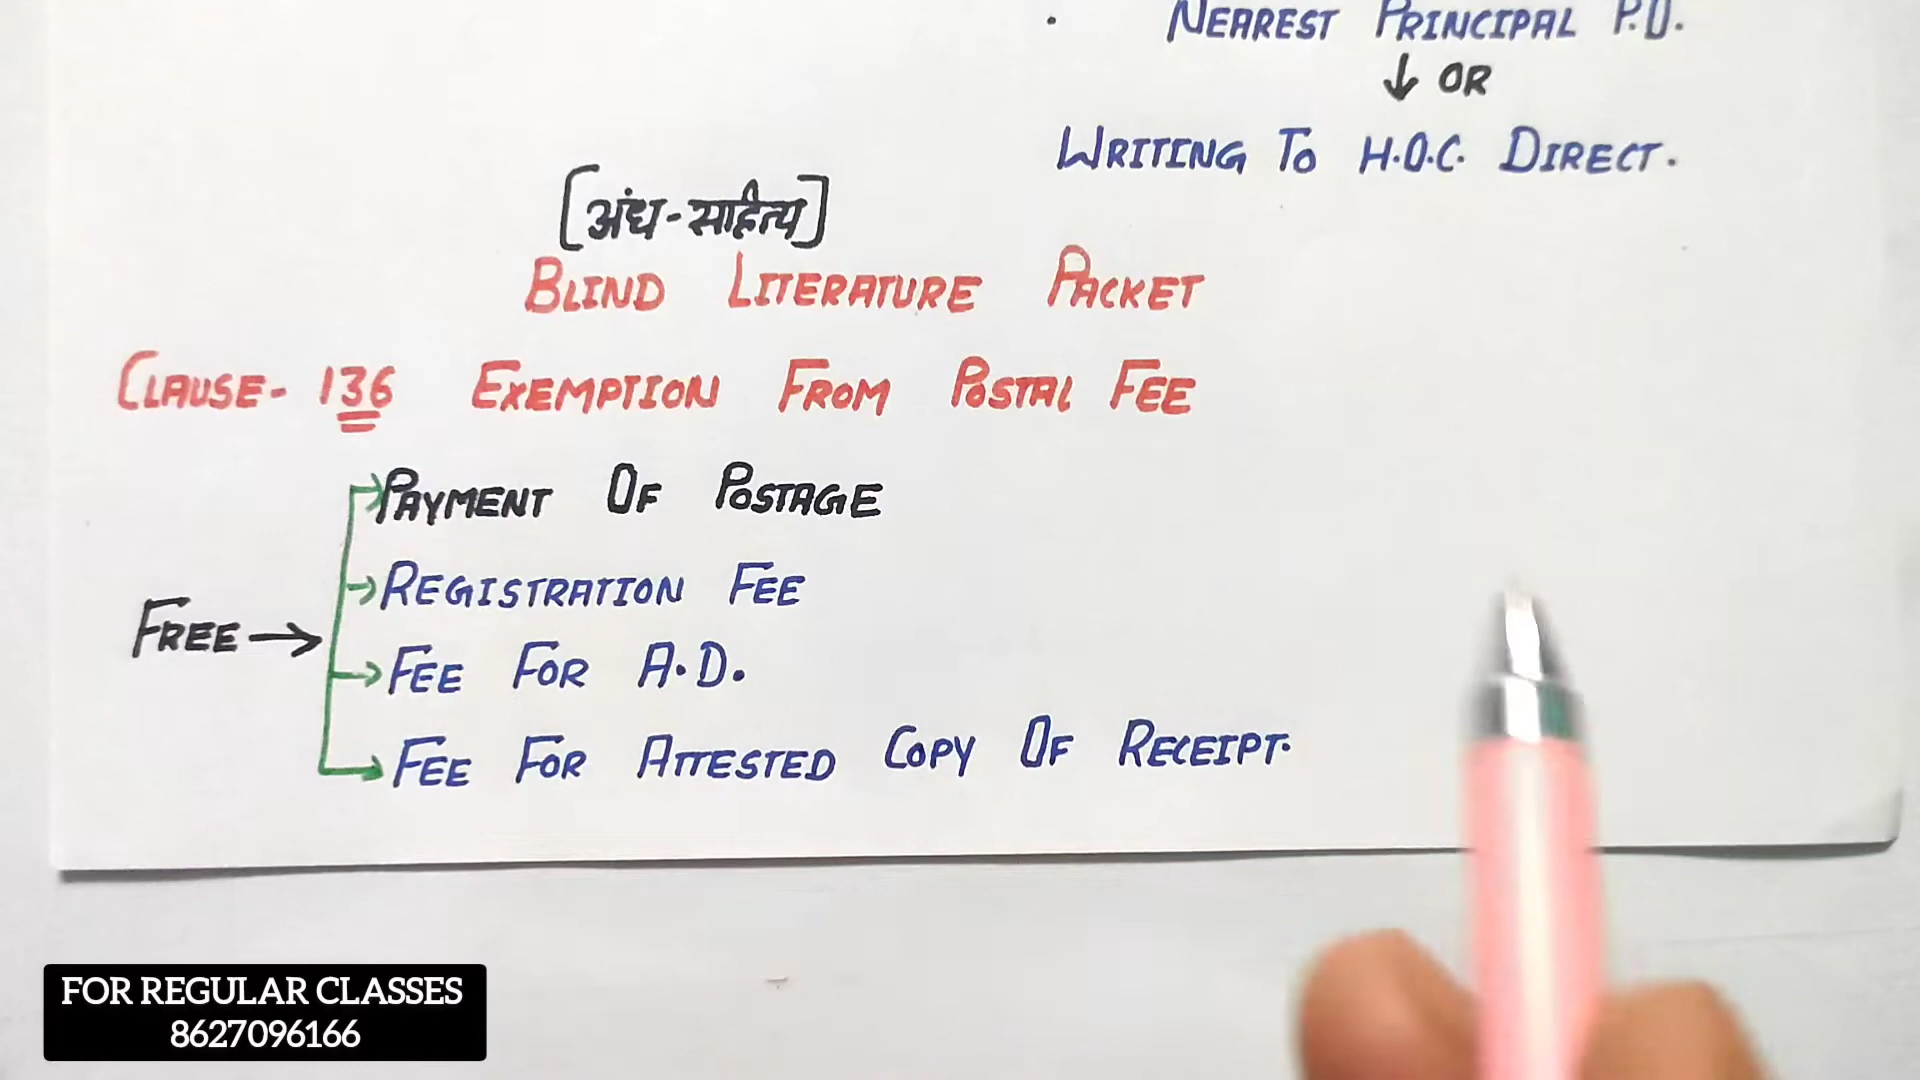 NEAREST PRINCIPAL P.O.
↓ OR
WRITING TO H.O.C. DIRECT.
[अंध-साहित्य]
BLIND LITERATURE PACKET
CLAUSE- 136 EXEMPTION FROM POSTAL FEE
PAYMENT OF POSTAGE
REGISTRATION FEE
FREE →
FEE FOR A.D.
FEE FOR ATTESTED COPY OF RECEIPT.
FOR REGULAR CLASSES
8627096166